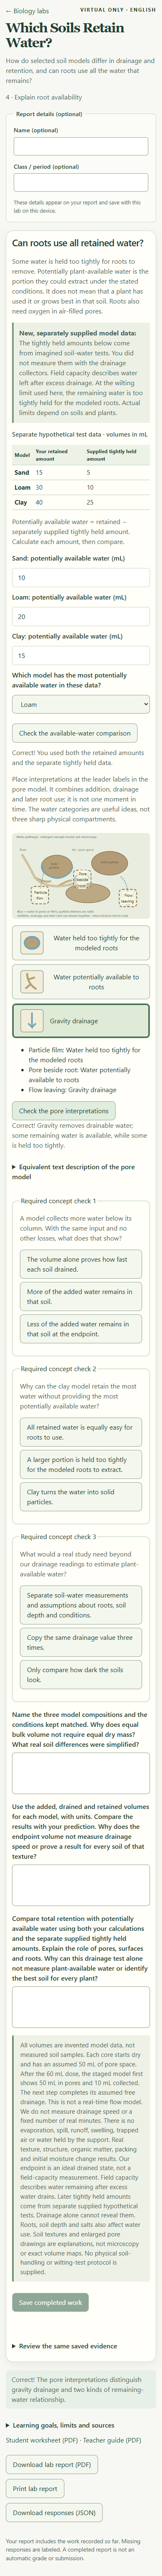 ← Biology labs
VIRTUAL ONLY · ENGLISH
Which Soils Retain
Water?
How do selected soil models differ in drainage
and retention, and can roots use all the water that
remains?
4 · Explain root availability
Report details (optional)
Name (optional)
Class / period (optional)
These details appear on your report and save with
lab on this device.
Can roots use all retained water?
Some water is held too tightly for roots to
remove. Potentially plant-available water is the
portion they could extract under the stated
conditions. It does not mean that a plant has
used it or grows best in that soil. Roots also
need oxygen in air-filled pores.
New, separately supplied model data:
The tightly held amounts below come
from imagined soil-water tests. You did
not measure them with the drainage
collectors. Field capacity describes
water left after excess drainage. At the wilting
limit used here, the remaining water is too
tightly held for the modeled roots. Actual
limits depend on soils and plants.
Separate hypothetical test data · volumes in mL
Model
Your retained
amount
Supplied tightly held
amount
Sand 15 5
Loam 30 10
Clay 40 25
Potentially available water = retained −
separately supplied tightly held amount.
Calculate each amount, then compare.
Sand: potentially available water (mL)
10
Loam: potentially available water (mL)
20
Clay: potentially available water (mL)
15
Which model has the most potentially
available water in these data?
Loam
Check the available-water comparison
Correct! You used both the retained amounts
and the separate tightly held data.
Place interpretations at the leader labels in the
model. It combines addition, drainage
and later root use; it is not one moment in
time. The water categories are useful ideas, not
three sharply physical compartments.
Particle
film
Pore
beside
root
Flow
leaving
Water held too tightly for the
modeled roots
Water potentially available to
roots
Gravity drainage
• Particle film: Water held too tightly for
the modeled roots
• Pore beside root: Water potentially
available to roots
• Flow leaving: Gravity drainage
Check the pore interpretations
Correct! Gravity removes drainable water;
some remaining water is available, while some
is held too tightly.
▶ Equivalent text description of the pore
model
Required concept check 1
A model collects more water below its
column. With the same input and no
other losses, what does that show?
The volume alone proves how fast
each soil drained.
More of the added water remains in
that soil.
Less of the added water remains in
that soil at the endpoint.
Required concept check 2
Why can the clay model retain the most
water without providing the most
potentially available water?
All retained water is equally easy for
roots to use.
A larger portion is held too tightly
for the modeled roots to extract.
Clay turns the water into solid
particles.
Required concept check 3
What would a real study need beyond
our drainage readings to estimate plant-
available water?
Separate soil-water measurements
and assumptions about roots, soil
depth and conditions.
Copy the same drainage value three
times.
Only compare how dark the soils
look.
Name the three model compositions and the
conditions kept matched. Why does equal
bulk volume not require equal dry mass?
What real soil differences were simplified?
Use the added, drained and retained volumes
for each model, with units. Compare the
results with your prediction. Why does the
endpoint volume not measure drainage
speed or prove a result for every soil of that
texture?
Compare total retention with potentially
available water using both your calculations
and the separate supplied tightly held
amounts. Explain the role of pores, surfaces
and roots. Why can this drainage test alone
not measure plant-available water or identify
the best soil for every plant?
All volumes are invented model data, not
measured soil samples. Each core starts dry
and has an assumed 50 mL of pore space.
After the 60 mL dose, the staged model first
shows 50 mL in pores and 10 mL collected.
The next step completes its assumed free
drainage. This is not a real-time flow model.
We do not measure drainage speed or a
fixed number of real minutes. There is no
evaporation, spill, runoff, swelling, trapped
air or water held by the support. Real
texture, structure, organic matter, packing
and initial moisture change results. Our
endpoint is an ideal drained state, not a
field-capacity measurement. Field capacity
describes water remaining after excess
water drains. Later tightly held amounts
come from separate supplied hypothetical
tests. Drainage alone cannot reveal them.
Roots, soil depth and salts also affect water
use. Soil textures and enlarged pore
drawings are explanations, not microscopy
or exact volume maps. No physical soil-
handling or wilting-test protocol is
supplied.
Save completed work
▶ Review the same saved evidence
Correct! The pore interpretations distinguish
gravity drainage and two kinds of remaining-
water relationship.
▶ Learning goals, limits and sources
Student worksheet (PDF) · Teacher guide (PDF)
Download lab report (PDF)
Print lab report
Download responses (JSON)
Your report includes the work recorded so far. Missing
responses are labeled. A completed report is not an
automatic grade or submission.